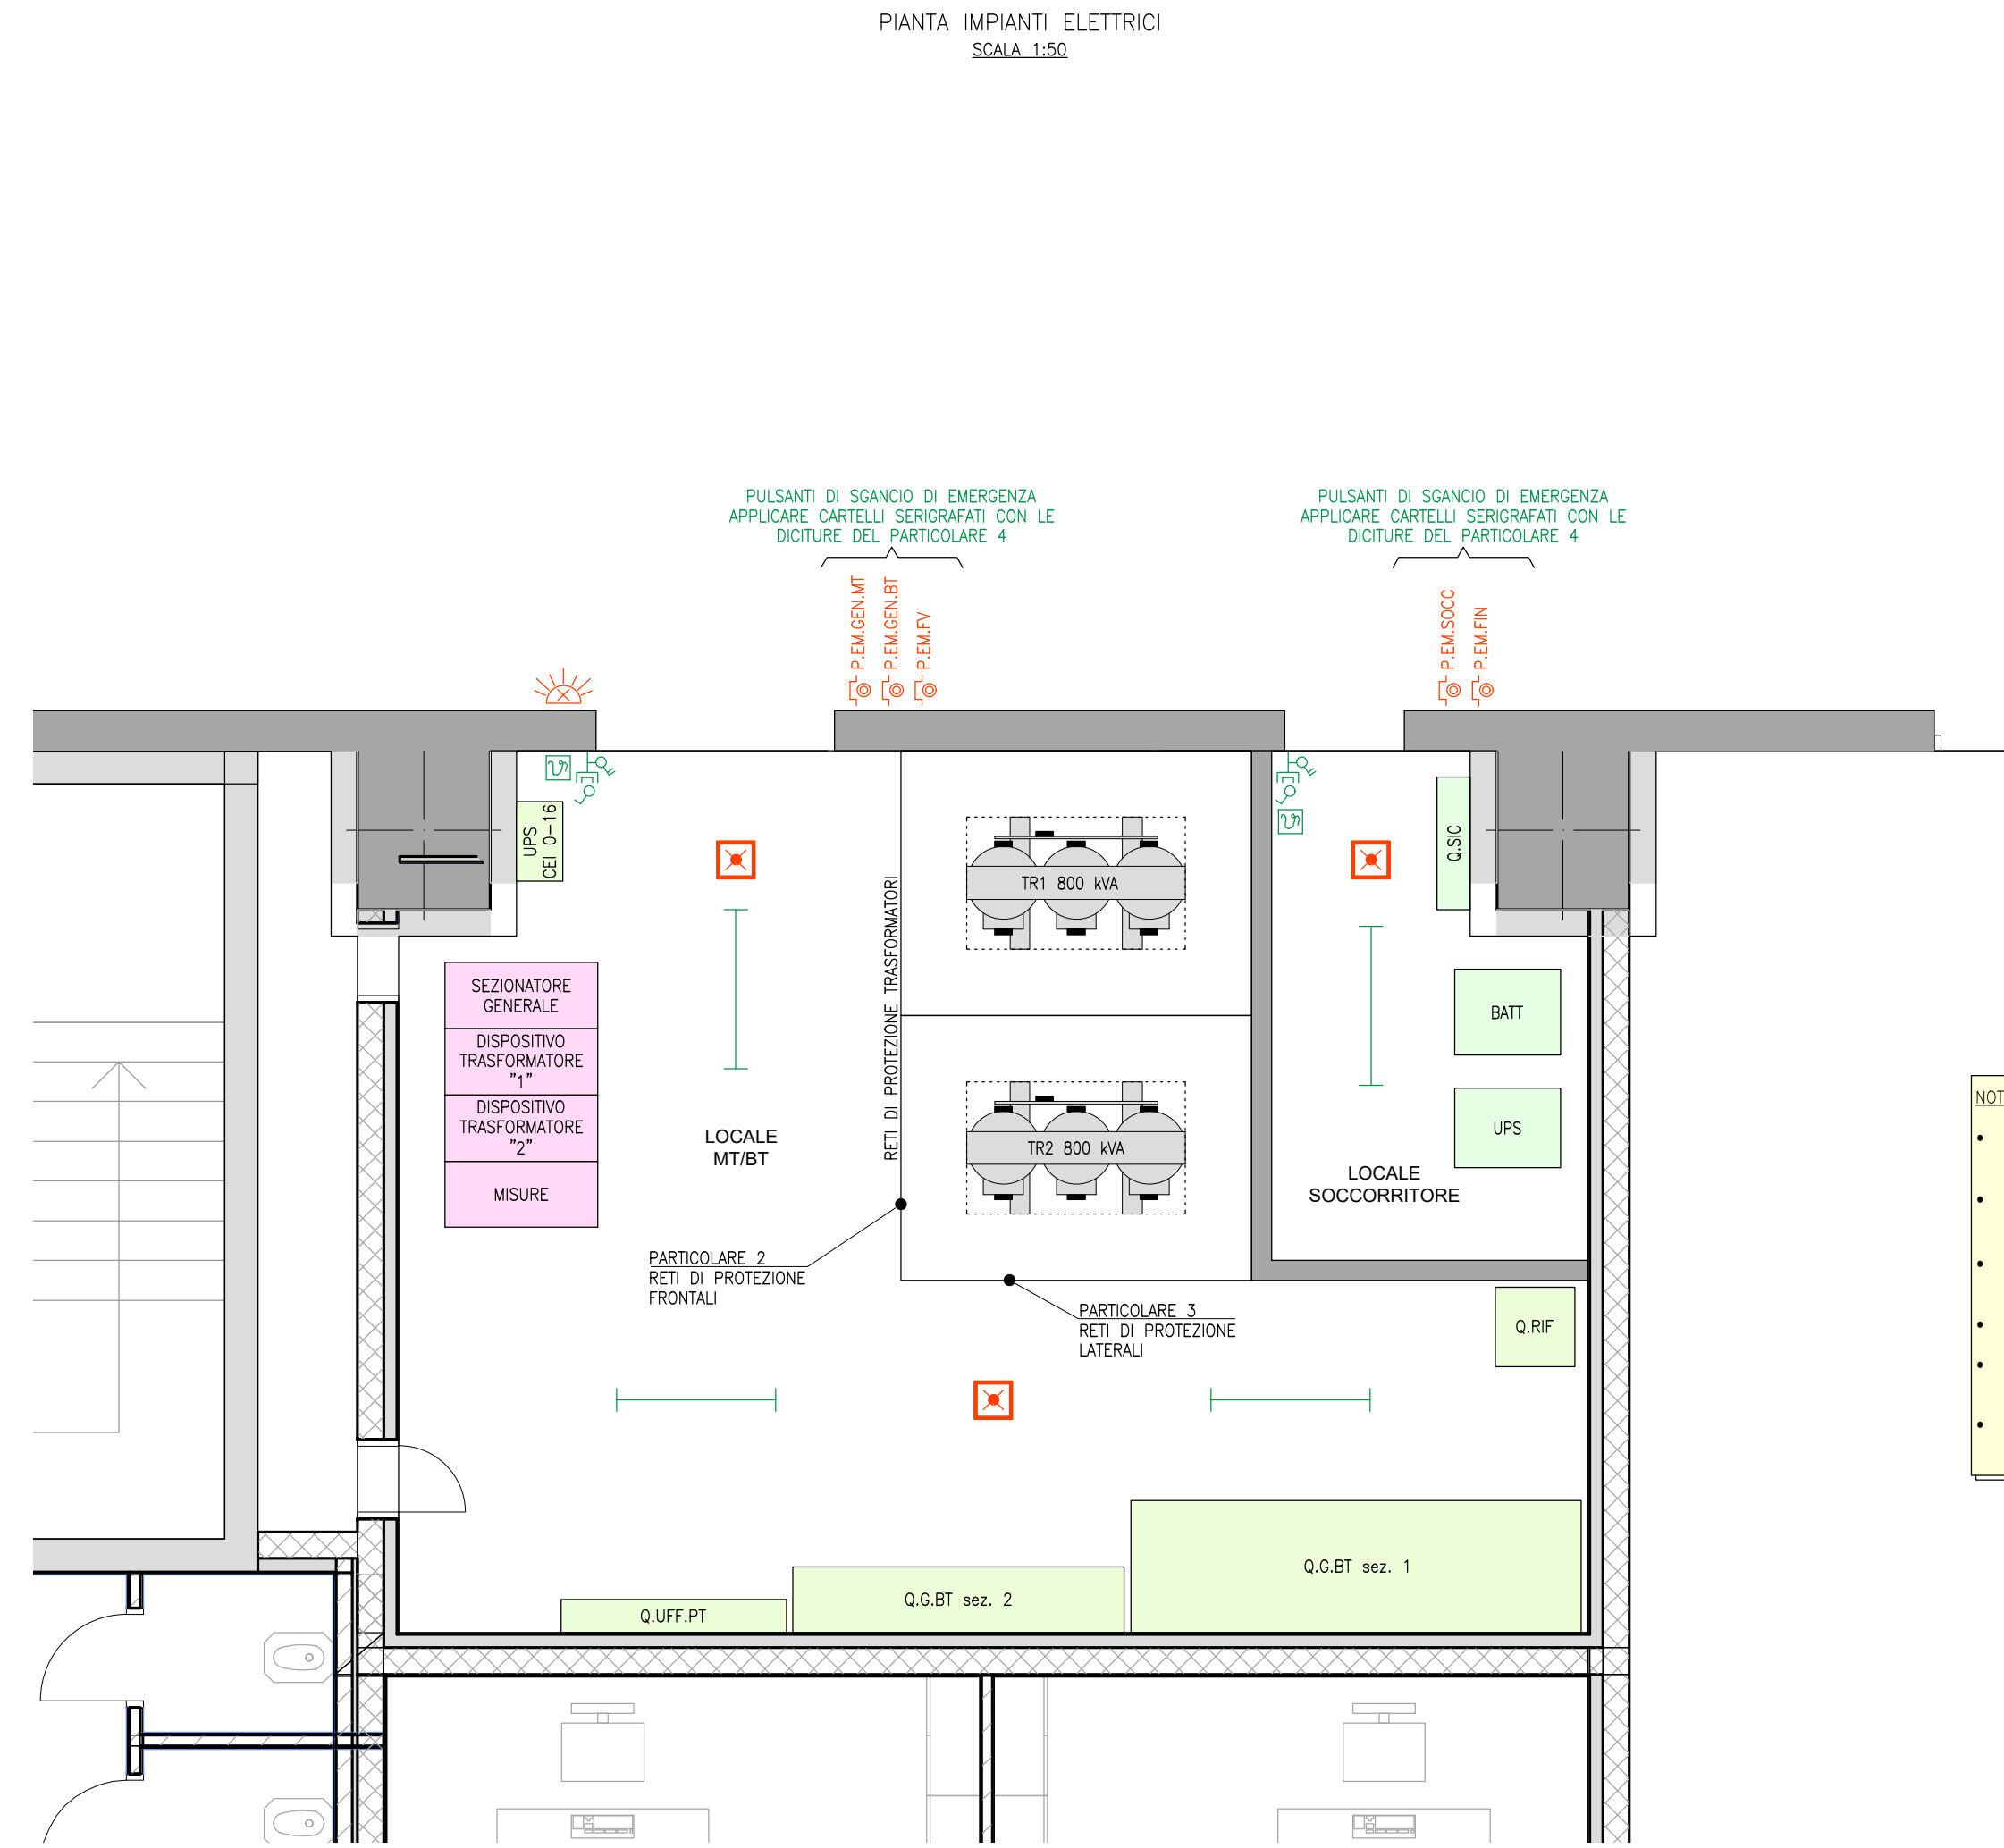 PIANTA IMPIANTI ELETTRICI
SCALA 1:50
PULSANTI DI SGANCIO DI EMERGENZA
APPLICARE CARTELLI SERIGRAFATI CON LE
DICITURE DEL PARTICOLARE 4
PULSANTI DI SGANCIO DI EMERGENZA
APPLICARE CARTELLI SERIGRAFATI CON LE
DICITURE DEL PARTICOLARE 4
P.EM.GEN.MT
P.EM.GEN.BT
P.EM.FV
P.EM.SOCC
P.EM.FIN
UPS
CEI 0-16
Q.SIC
TR1 800 kVA
RETI DI PROTEZIONE TRASFORMATORI
SEZIONATORE
GENERALE
DISPOSITIVO
TRASFORMATORE
"1"
DISPOSITIVO
TRASFORMATORE
"2"
MISURE
LOCALE
MT/BT
TR2 800 kVA
BATT
UPS
LOCALE
SOCCORRITORE
NOT
PARTICOLARE 2
RETI DI PROTEZIONE
FRONTALI
PARTICOLARE 3
RETI DI PROTEZIONE
LATERALI
Q.RIF
Q.G.BT sez. 1
Q.G.BT sez. 2
Q.UFF.PT